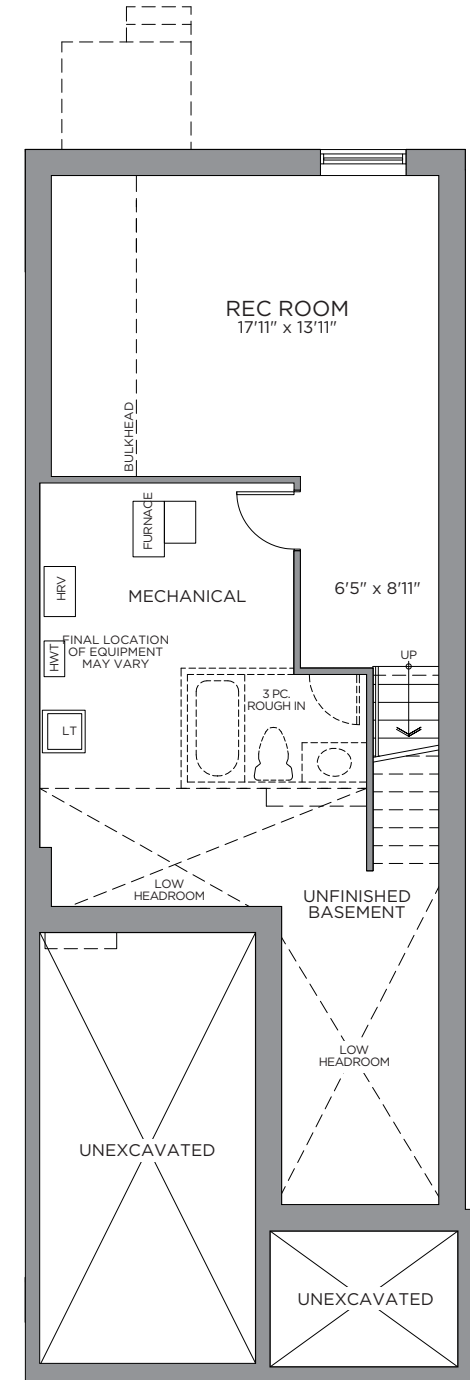 REC ROOM
17'11" x 13'11"
BULKHEAD
FURNACE
HRV
MECHANICAL
6'5" x 8'11"
HWT
FINAL LOCATION
OF EQUIPMENT
MAY VARY
UP
3 PC.
ROUGH IN
LT
LOW
HEADROOM
UNFINISHED
BASEMENT
LOW
HEADROOM
UNEXCAVATED
UNEXCAVATED